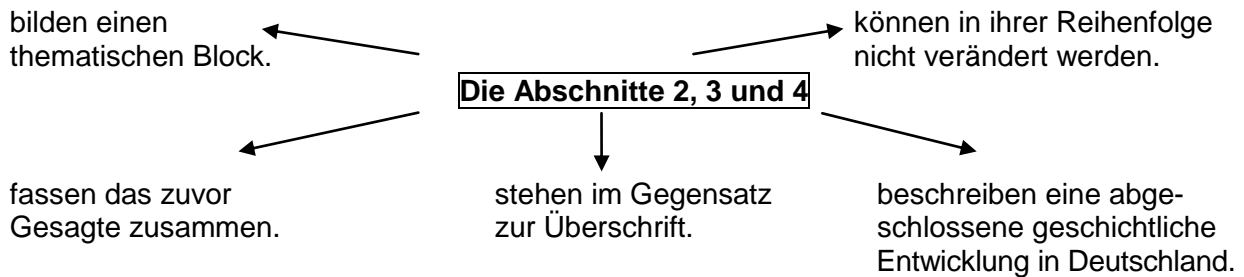 bilden einen
thematischen Block.
können in ihrer Reihenfolge
nicht verändert werden.
Die Abschnitte 2, 3 und 4
fassen das zuvor
Gesagte zusammen.
stehen im Gegensatz
zur Überschrift.
beschreiben eine abge-
schlossene geschichtliche
Entwicklung in Deutschland.